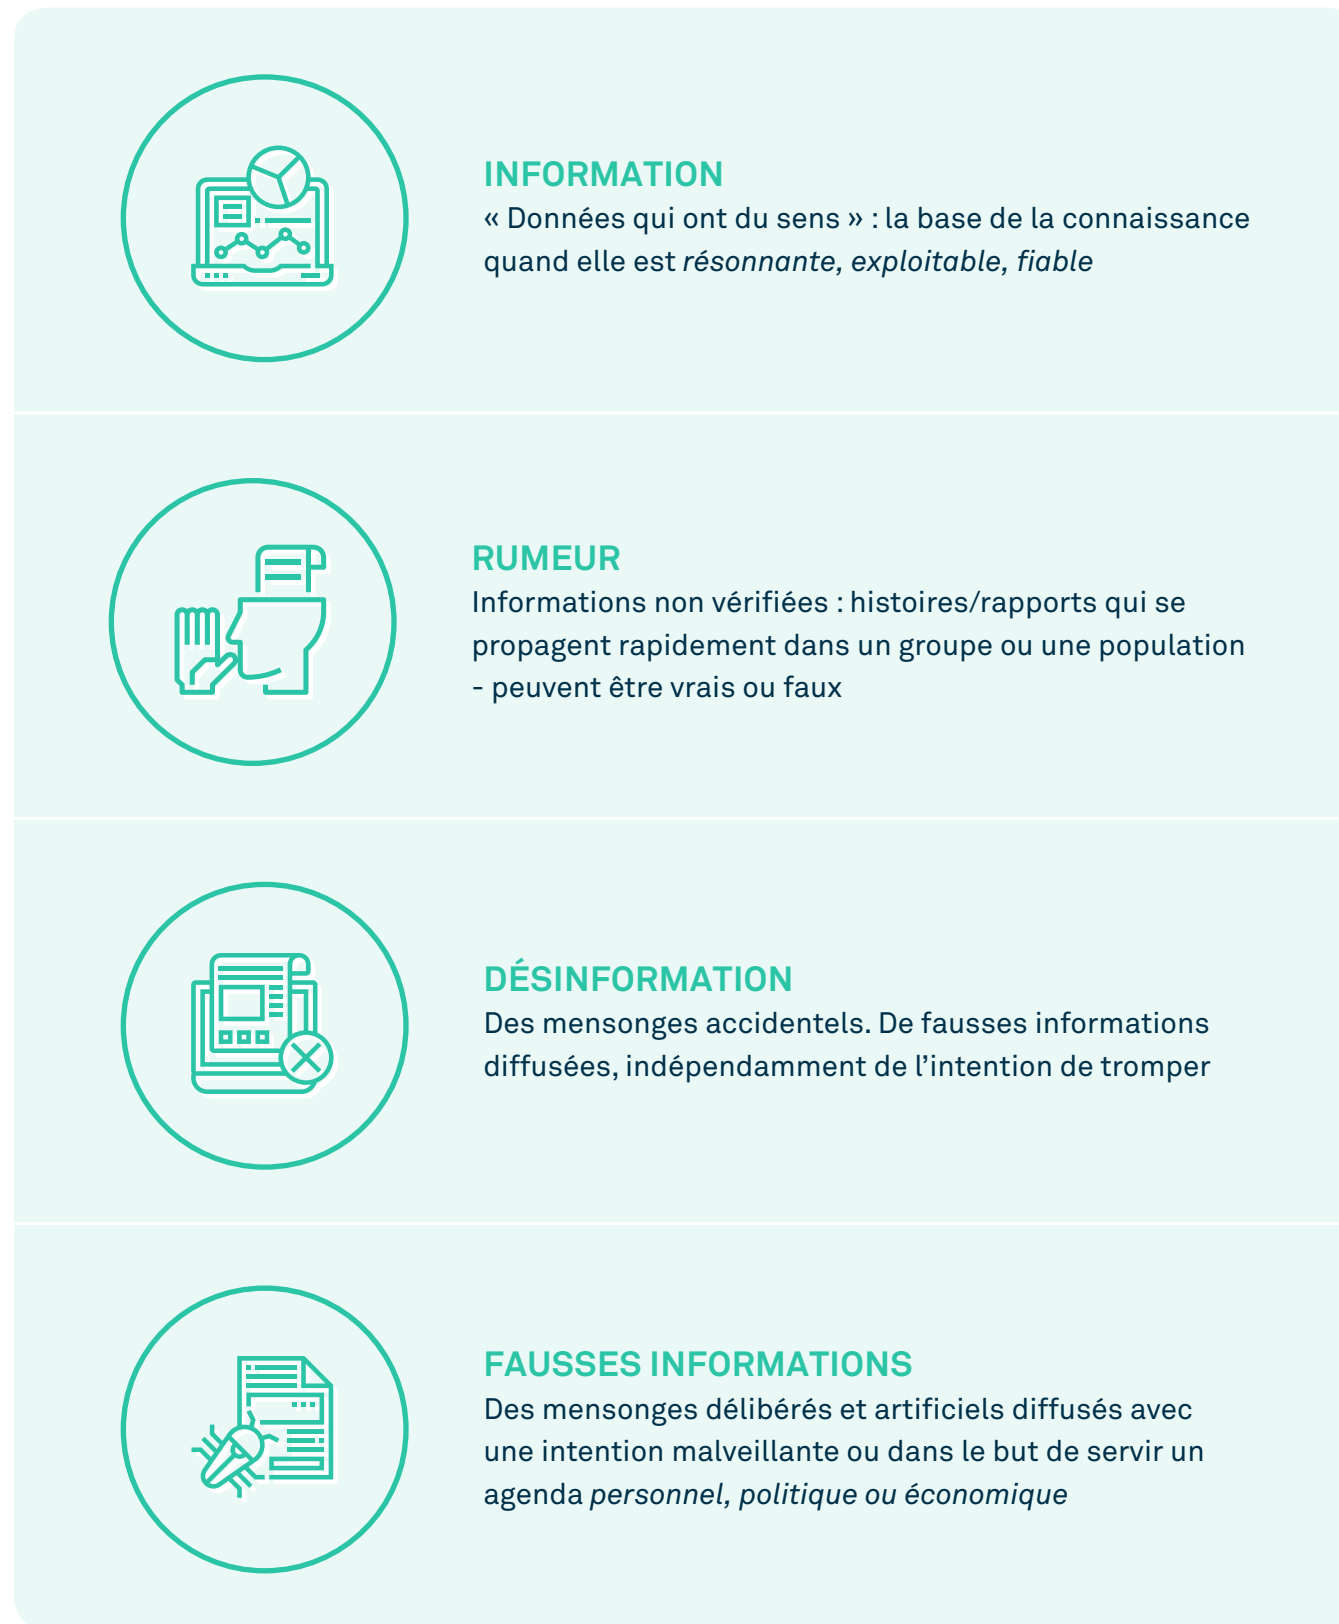 INFORMATION
« Données qui ont du sens » : la base de la connaissance
quand elle est résonnante, exploitable, fiable
RUMEUR
Informations non vérifiées : histoires/rapports qui se
propagent rapidement dans un groupe ou une population
- peuvent être vrais ou faux
DÉSINFORMATION
Des mensonges accidentels. De fausses informations
diffusées, indépendamment de l’intention de tromper
FAUSSES INFORMATIONS
Des mensonges délibérés et artificiels diffusés avec
une intention malveillante ou dans le but de servir un
agenda personnel, politique ou économique